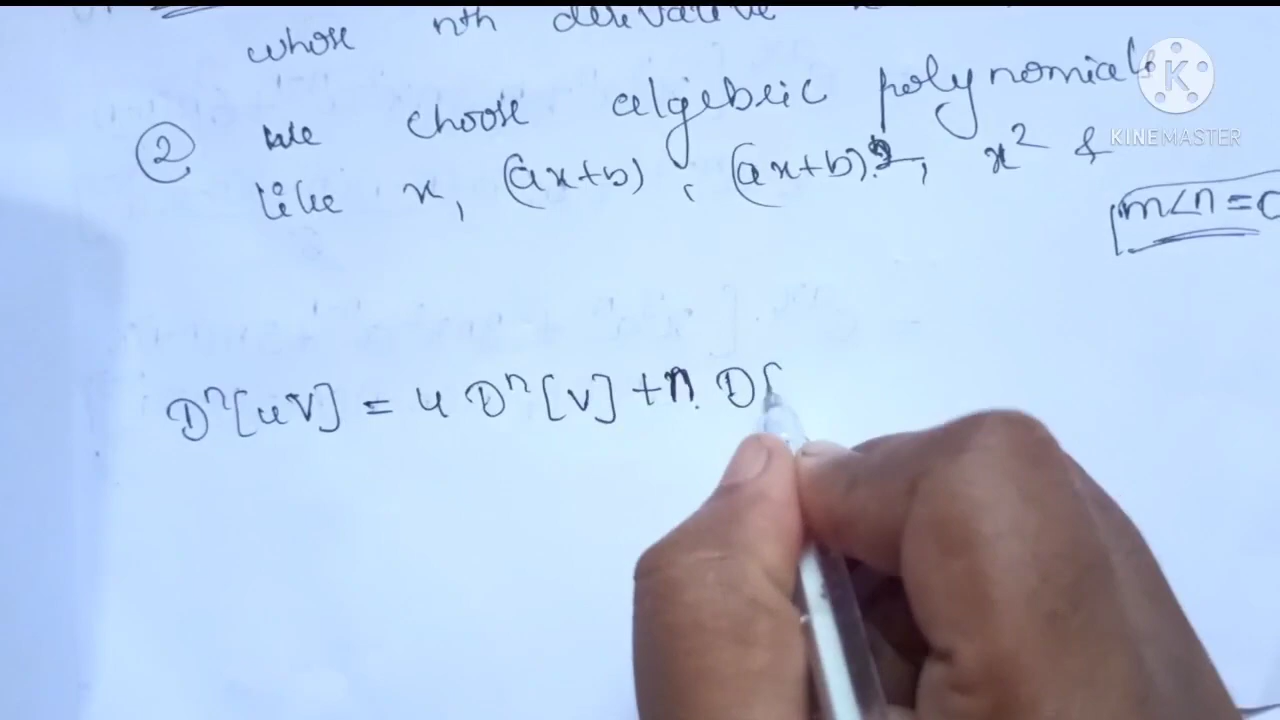 whose nth derivative
② we choose algebric polynomials
like x, (ax+b), (ax+b)², x² &
m<n=0
Dⁿ[uV] = u Dⁿ[V] + n. D[
K
KINEMASTER